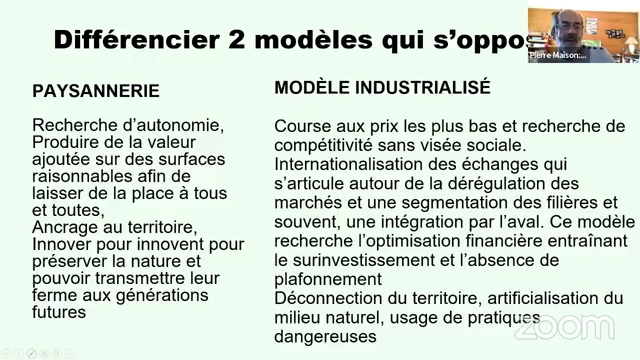 Différencier 2 modèles qui s'oppos
Pierre Maison:...
PAYSANNERIE
Recherche d'autonomie,
Produire de la valeur
ajoutée sur des surfaces
raisonnables afin de
laisser de la place à tous
et toutes,
Ancrage au territoire,
Innover pour innovent pour
préserver la nature et
pouvoir transmettre leur
ferme aux générations
futures
MODÈLE INDUSTRIALISÉ
Course aux prix les plus bas et recherche de
compétitivité sans visée sociale.
Internationalisation des échanges qui
s'articule autour de la dérégulation des
marchés et une segmentation des filières et
souvent, une intégration par l'aval. Ce modèle
recherche l'optimisation financière entraînant
le surinvestissement et l'absence de
plafonnement
Déconnection du territoire, artificialisation du
milieu naturel, usage de pratiques
dangereuses
zoom